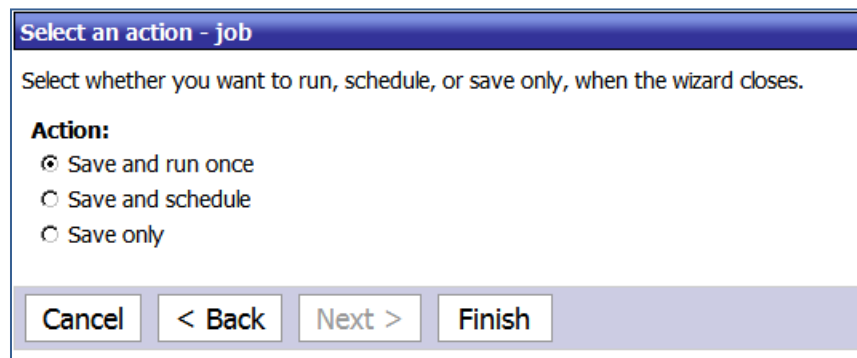 Select an action - job
Select whether you want to run, schedule, or save only, when the wizard closes.
Action:
Save and run once
Save and schedule
Save only
Cancel < Back Next > Finish